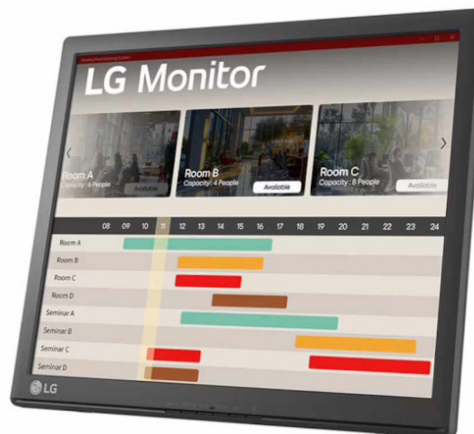 LG Monitor
Room A
Capacity : 6 People
Available
Room B
Capacity : 4 People
Available
Room C
Capacity : 8 People
Available
08 09 10 11 12 13 14 15 16 17 18 19 20 21 22 23 24
Room A
Room B
Room C
Room D
Seminar A
Seminar B
Seminar C
Seminar D
LG